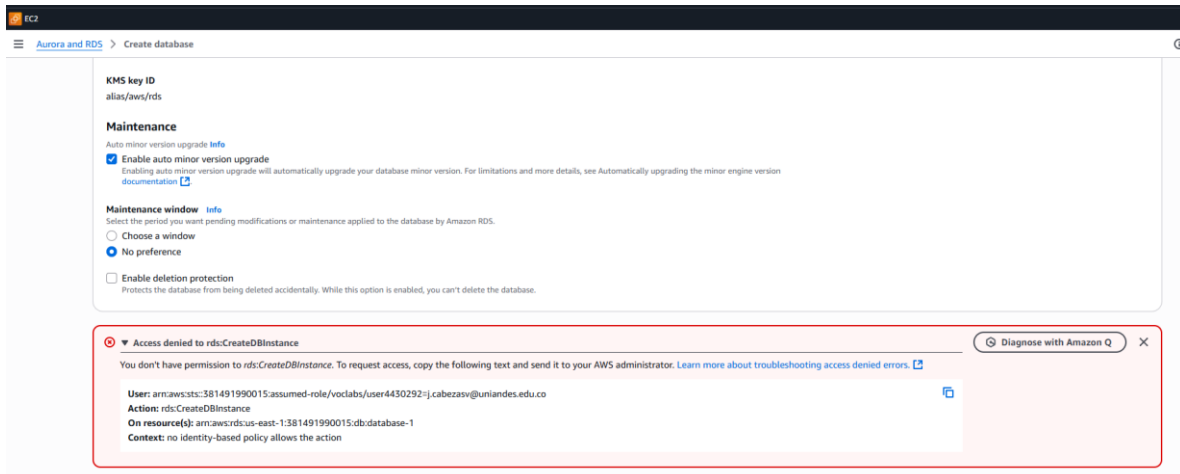 EC2
Aurora and RDS > Create database
KMS key ID
alias/aws/rds
Maintenance
Auto minor version upgrade Info
Enable auto minor version upgrade
Enabling auto minor version upgrade will automatically upgrade your database minor version. For limitations and more details, see Automatically upgrading the minor engine version
documentation.
Maintenance window Info
Select the period you want pending modifications or maintenance applied to the database by Amazon RDS.
Choose a window
No preference
Enable deletion protection
Protects the database from being deleted accidentally. While this option is enabled, you can't delete the database.
Access denied to rds:CreateDBInstance
Diagnose with Amazon Q
You don't have permission to rds:CreateDBInstance. To request access, copy the following text and send it to your AWS administrator. Learn more about troubleshooting access denied errors.
User: arn:aws:sts::381491990015:assumed-role/voclabs/user4430292=j.cabezasv@uniandes.edu.co
Action: rds:CreateDBInstance
On resource(s): arn:aws:rds:us-east-1:381491990015:db:database-1
Context: no identity-based policy allows the action